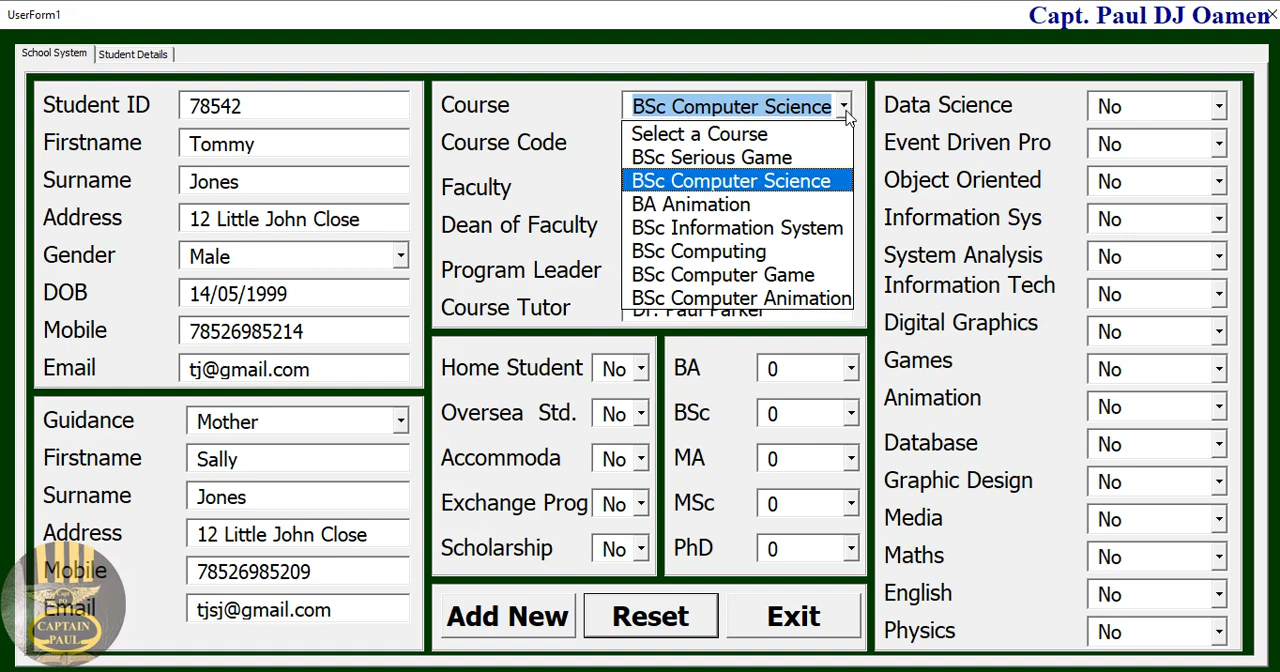 UserForm1
Capt. Paul DJ Oamen
School System
Student Details
Student ID 78542
Firstname Tommy
Surname Jones
Address 12 Little John Close
Gender Male
DOB 14/05/1999
Mobile 78526985214
Email tj@gmail.com
Guidance Mother
Firstname Sally
Surname Jones
Address 12 Little John Close
Mobile 78526985209
Email tjsj@gmail.com
CAPTAIN
PAUL
Course BSc Computer Science
Select a Course
BSc Serious Game
BSc Computer Science
BA Animation
BSc Information System
BSc Computing
BSc Computer Game
BSc Computer Animation
Course Code
Faculty
Dean of Faculty
Program Leader
Course Tutor Dr. Paul Parker
Home Student No
Oversea Std. No
Accommoda No
Exchange Prog No
Scholarship No
BA 0
BSc 0
MA 0
MSc 0
PhD 0
Add New
Reset
Exit
Data Science No
Event Driven Pro No
Object Oriented No
Information Sys No
System Analysis No
Information Tech No
Digital Graphics No
Games No
Animation No
Database No
Graphic Design No
Media No
Maths No
English No
Physics No